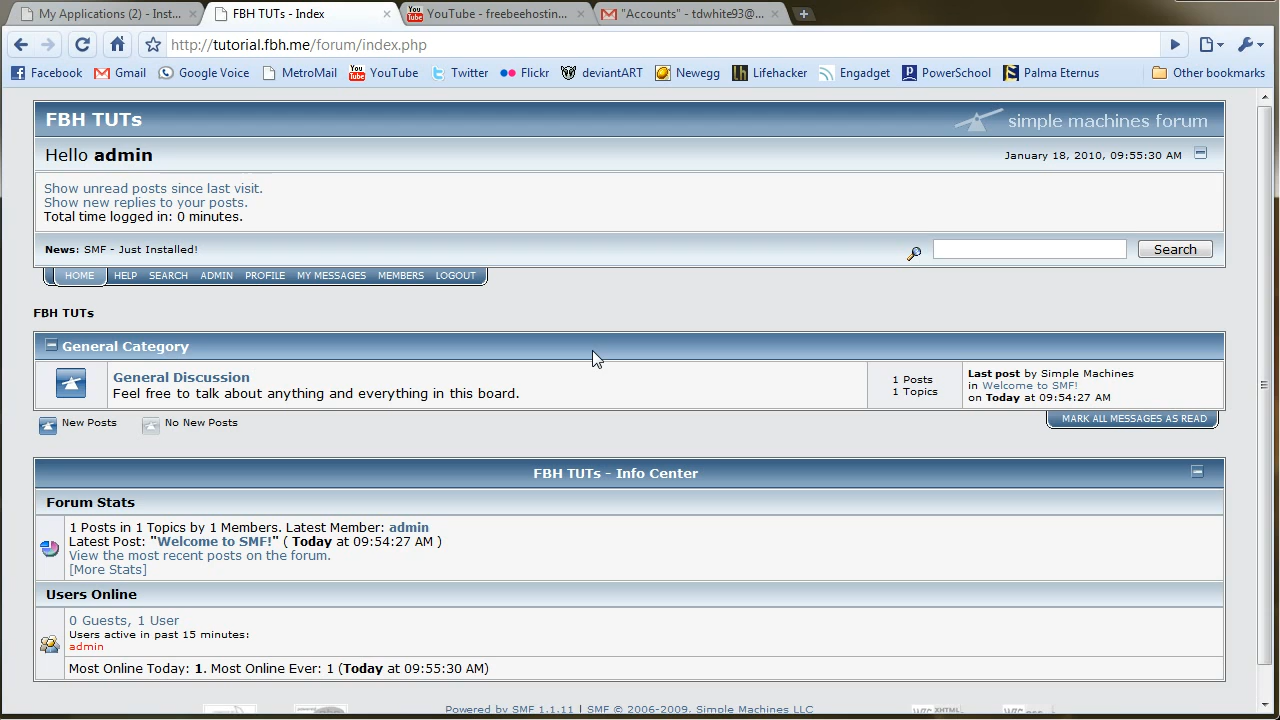 My Applications (2) - Inst...
FBH TUTs - Index
YouTube - freebeehostin...
"Accounts" - tdwhite93@...
http://tutorial.fbh.me/forum/index.php
Facebook Gmail Google Voice MetroMail YouTube Twitter Flickr deviantART Newegg Lifehacker Engadget PowerSchool Palma Eternus Other bookmarks
FBH TUTs
simple machines forum
Hello admin
January 18, 2010, 09:55:30 AM
Show unread posts since last visit.
Show new replies to your posts.
Total time logged in: 0 minutes.
News: SMF - Just Installed!
Search
HOME HELP SEARCH ADMIN PROFILE MY MESSAGES MEMBERS LOGOUT
FBH TUTs
General Category
General Discussion
Feel free to talk about anything and everything in this board.
1 Posts
1 Topics
Last post by Simple Machines
in Welcome to SMF!
on Today at 09:54:27 AM
New Posts No New Posts
MARK ALL MESSAGES AS READ
FBH TUTs - Info Center
Forum Stats
1 Posts in 1 Topics by 1 Members. Latest Member: admin
Latest Post: "Welcome to SMF!" ( Today at 09:54:27 AM )
View the most recent posts on the forum.
[More Stats]
Users Online
0 Guests, 1 User
Users active in past 15 minutes:
admin
Most Online Today: 1. Most Online Ever: 1 (Today at 09:55:30 AM)
Powered by SMF 1.1.11 | SMF © 2006-2009, Simple Machines LLC